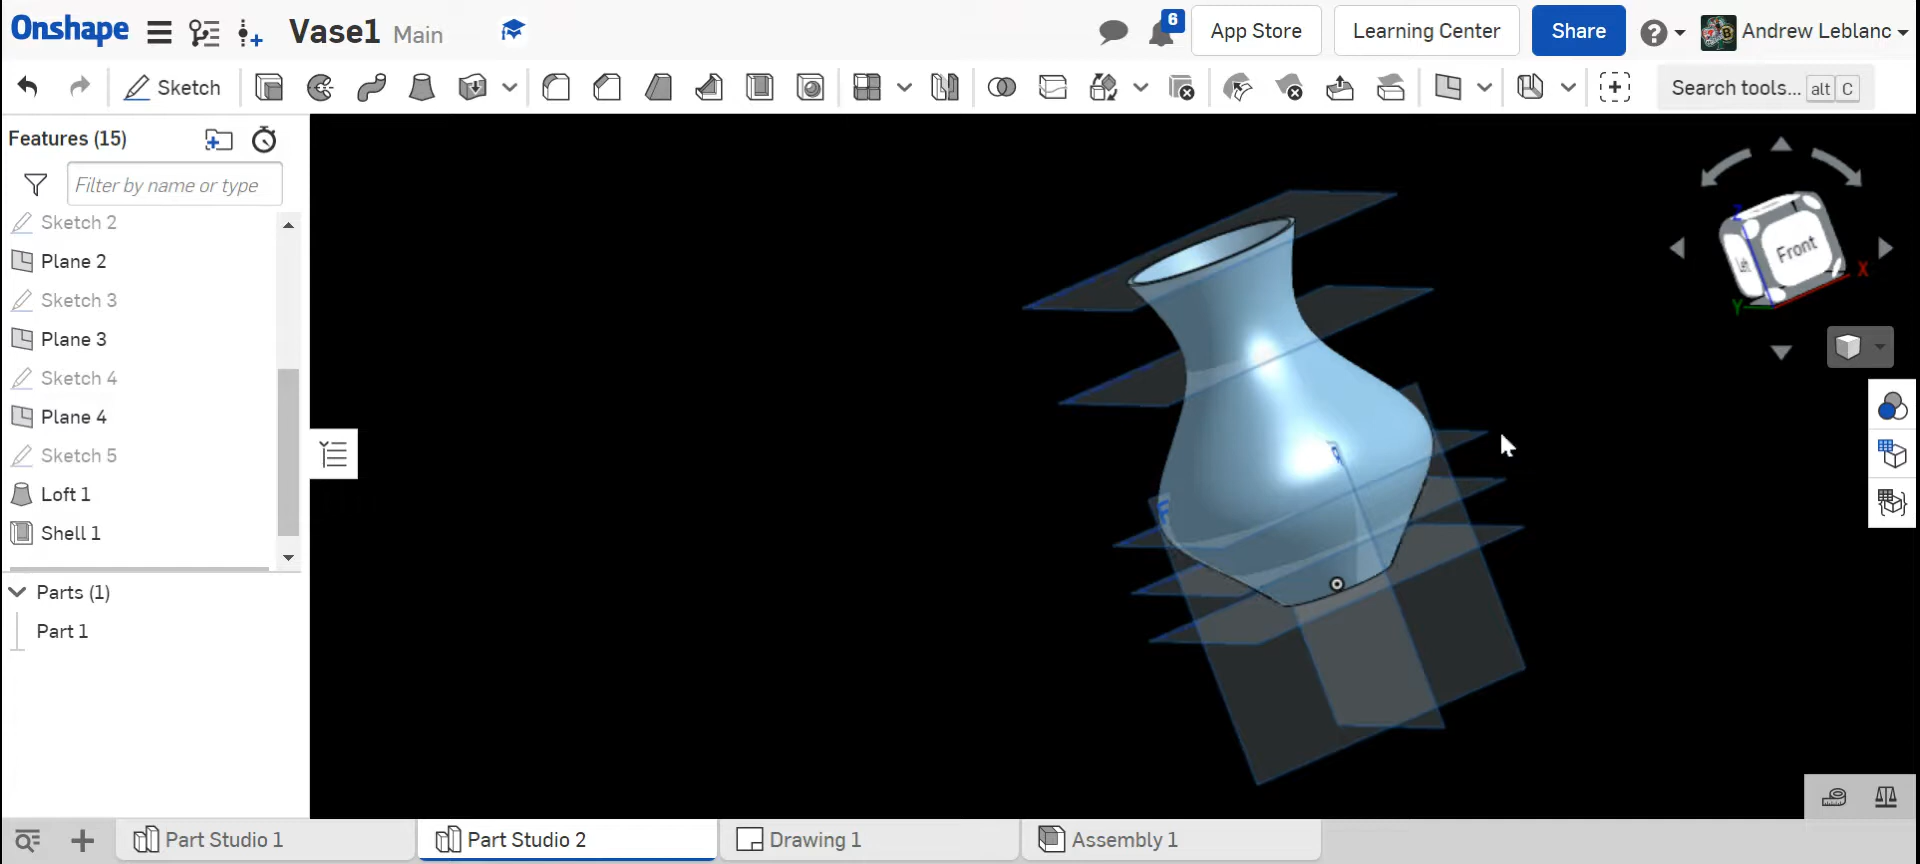 Onshape Vase1 Main 6 App Store Learning Center Share Andrew Leblanc
Sketch Search tools... alt C
Features (15)
Filter by name or type
Sketch 2
Plane 2
Sketch 3
Plane 3
Sketch 4
Plane 4
Sketch 5
Loft 1
Shell 1
Parts (1)
Part 1
Z
Front
X
Y
Part Studio 1 Part Studio 2 Drawing 1 Assembly 1